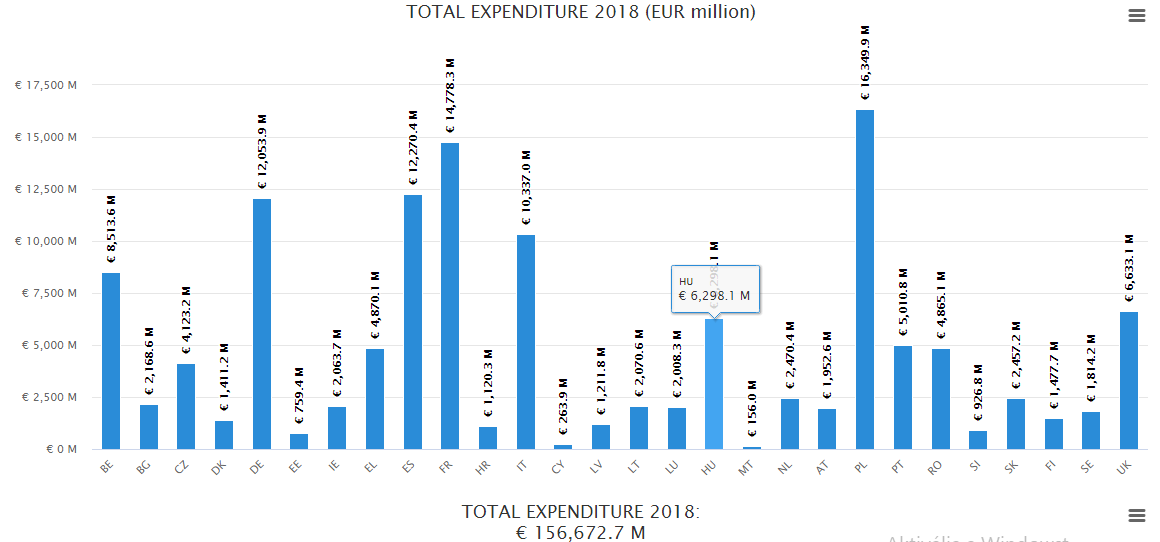 TOTAL EXPENDITURE 2018 (EUR million)
€ 17,500 M
€ 15,000 M
€ 12,500 M
€ 10,000 M
€ 7,500 M
€ 5,000 M
€ 2,500 M
€ 0 M
€ 8,513.6 M
€ 2,168.6 M
€ 4,123.2 M
€ 1,411.2 M
€ 12,053.9 M
€ 759.4 M
€ 2,063.7 M
€ 4,870.1 M
€ 12,270.4 M
€ 14,778.3 M
€ 1,120.3 M
€ 10,337.0 M
€ 263.9 M
€ 1,211.8 M
€ 2,070.6 M
€ 2,008.3 M
€ 6,298.1 M
€ 156.0 M
€ 2,470.4 M
€ 1,952.6 M
€ 16,349.9 M
€ 5,010.8 M
€ 4,865.1 M
€ 926.8 M
€ 2,457.2 M
€ 1,477.7 M
€ 1,814.2 M
€ 6,633.1 M
HU
€ 6,298.1 M
BE BG CZ DK DE EE IE EL ES FR HR IT CY LV LT LU HU MT NL AT PL PT RO SI SK FI SE UK
TOTAL EXPENDITURE 2018:
€ 156,672.7 M